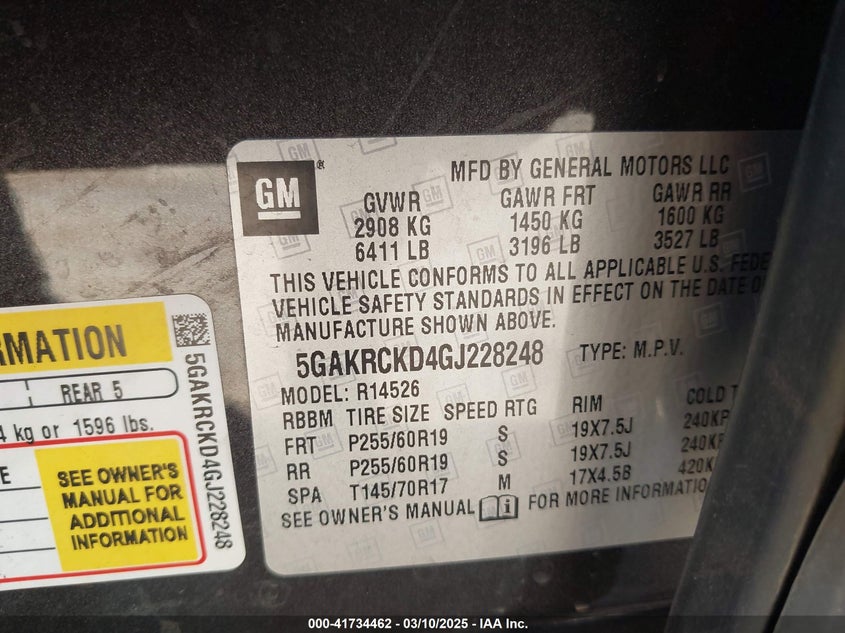 GM
MFD BY GENERAL MOTORS LLC
GVWR GAWR FRT GAWR RR
2908 KG 1450 KG 1600 KG
6411 LB 3196 LB 3527 LB
THIS VEHICLE CONFORMS TO ALL APPLICABLE U.S.
VEHICLE SAFETY STANDARDS IN EFFECT ON THE DATE
MANUFACTURE SHOWN ABOVE.
5GAKRCKD4GJ228248 TYPE: M.P.V.
MODEL: R14526
RBBM TIRE SIZE SPEED RTG RIM COLD
FRT P255/60R19 S 19X7.5J 240KP
RR P255/60R19 S 19X7.5J 240KP
SPA T145/70R17 M 17X4.5B 420K
SEE OWNER'S MANUAL FOR MORE INFORMATIO
RMATION
REAR 5
4 kg or 1596 lbs.
E
SEE OWNER'S
MANUAL FOR
ADDITIONAL
INFORMATION
5GAKRCKD4GJ228248
000-41734462 - 03/10/2025 - IAA Inc.